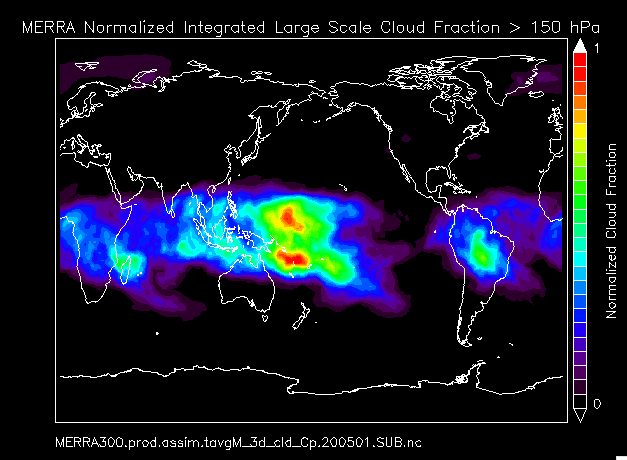 MERRA Normalized Integrated Large Scale Cloud Fraction > 150 hPa
1
Normalized Cloud Fraction
0
MERRA300.prod.assim.tavgM_3d_cld_Cp.200501.SUB.nc